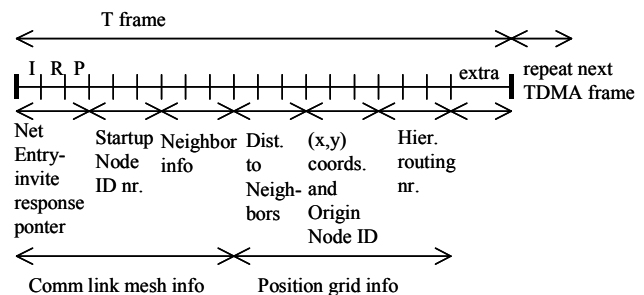 T frame
I R P
extra
repeat next
TDMA frame
Net
Entry-
invite
response
ponter
Startup
Node
ID nr.
Neighbor
info
Dist.
to
Neigh-
bors
(x,y)
coords.
and
Origin
Node ID
Hier.
routing
nr.
Comm link mesh info
Position grid info